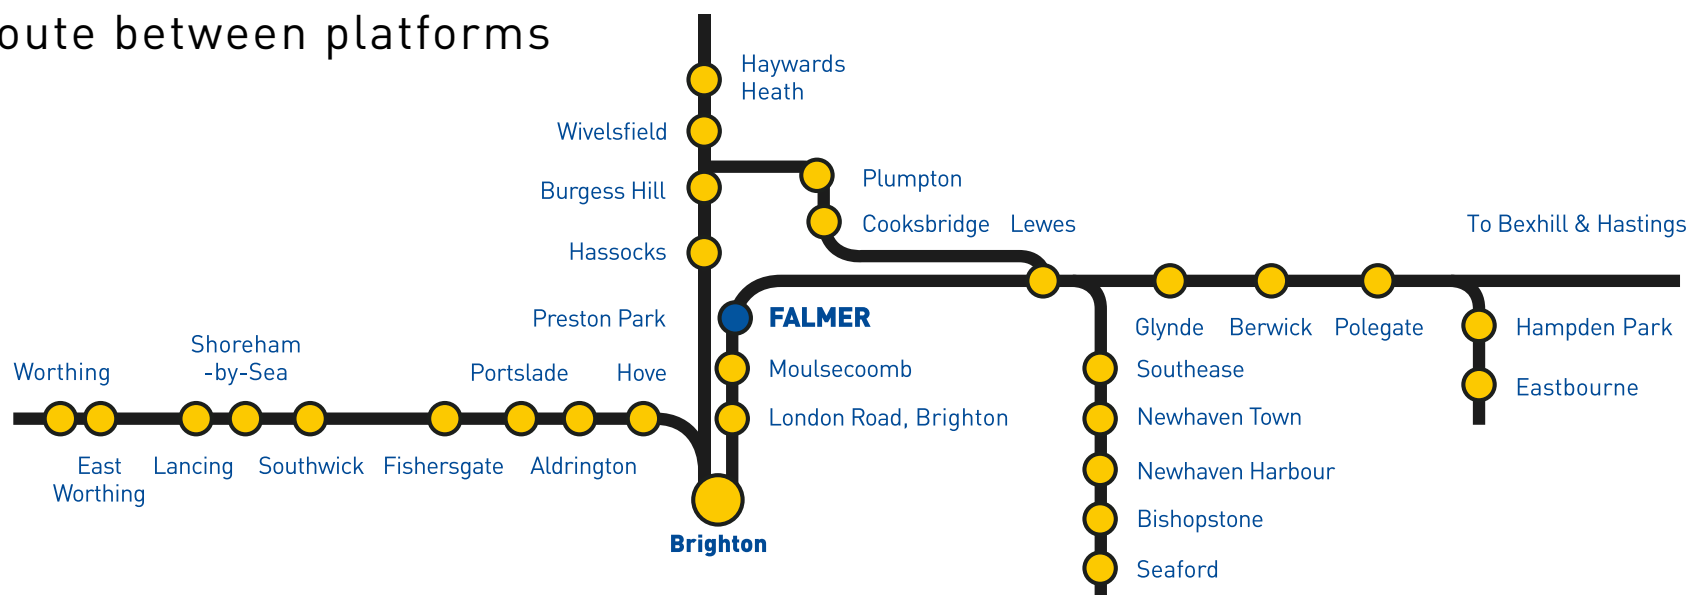 oute between platforms
Haywards
Heath
Wivelsfield
Plumpton
Burgess Hill
Cooksbridge
Lewes
To Bexhill & Hastings
Hassocks
Preston Park
FALMER
Glynde
Berwick
Polegate
Hampden Park
Shoreham
-by-Sea
Worthing
Portslade
Hove
Moulsecoomb
Southease
Eastbourne
London Road, Brighton
Newhaven Town
East
Worthing
Lancing
Southwick
Fishersgate
Aldrington
Newhaven Harbour
Bishopstone
Brighton
Seaford